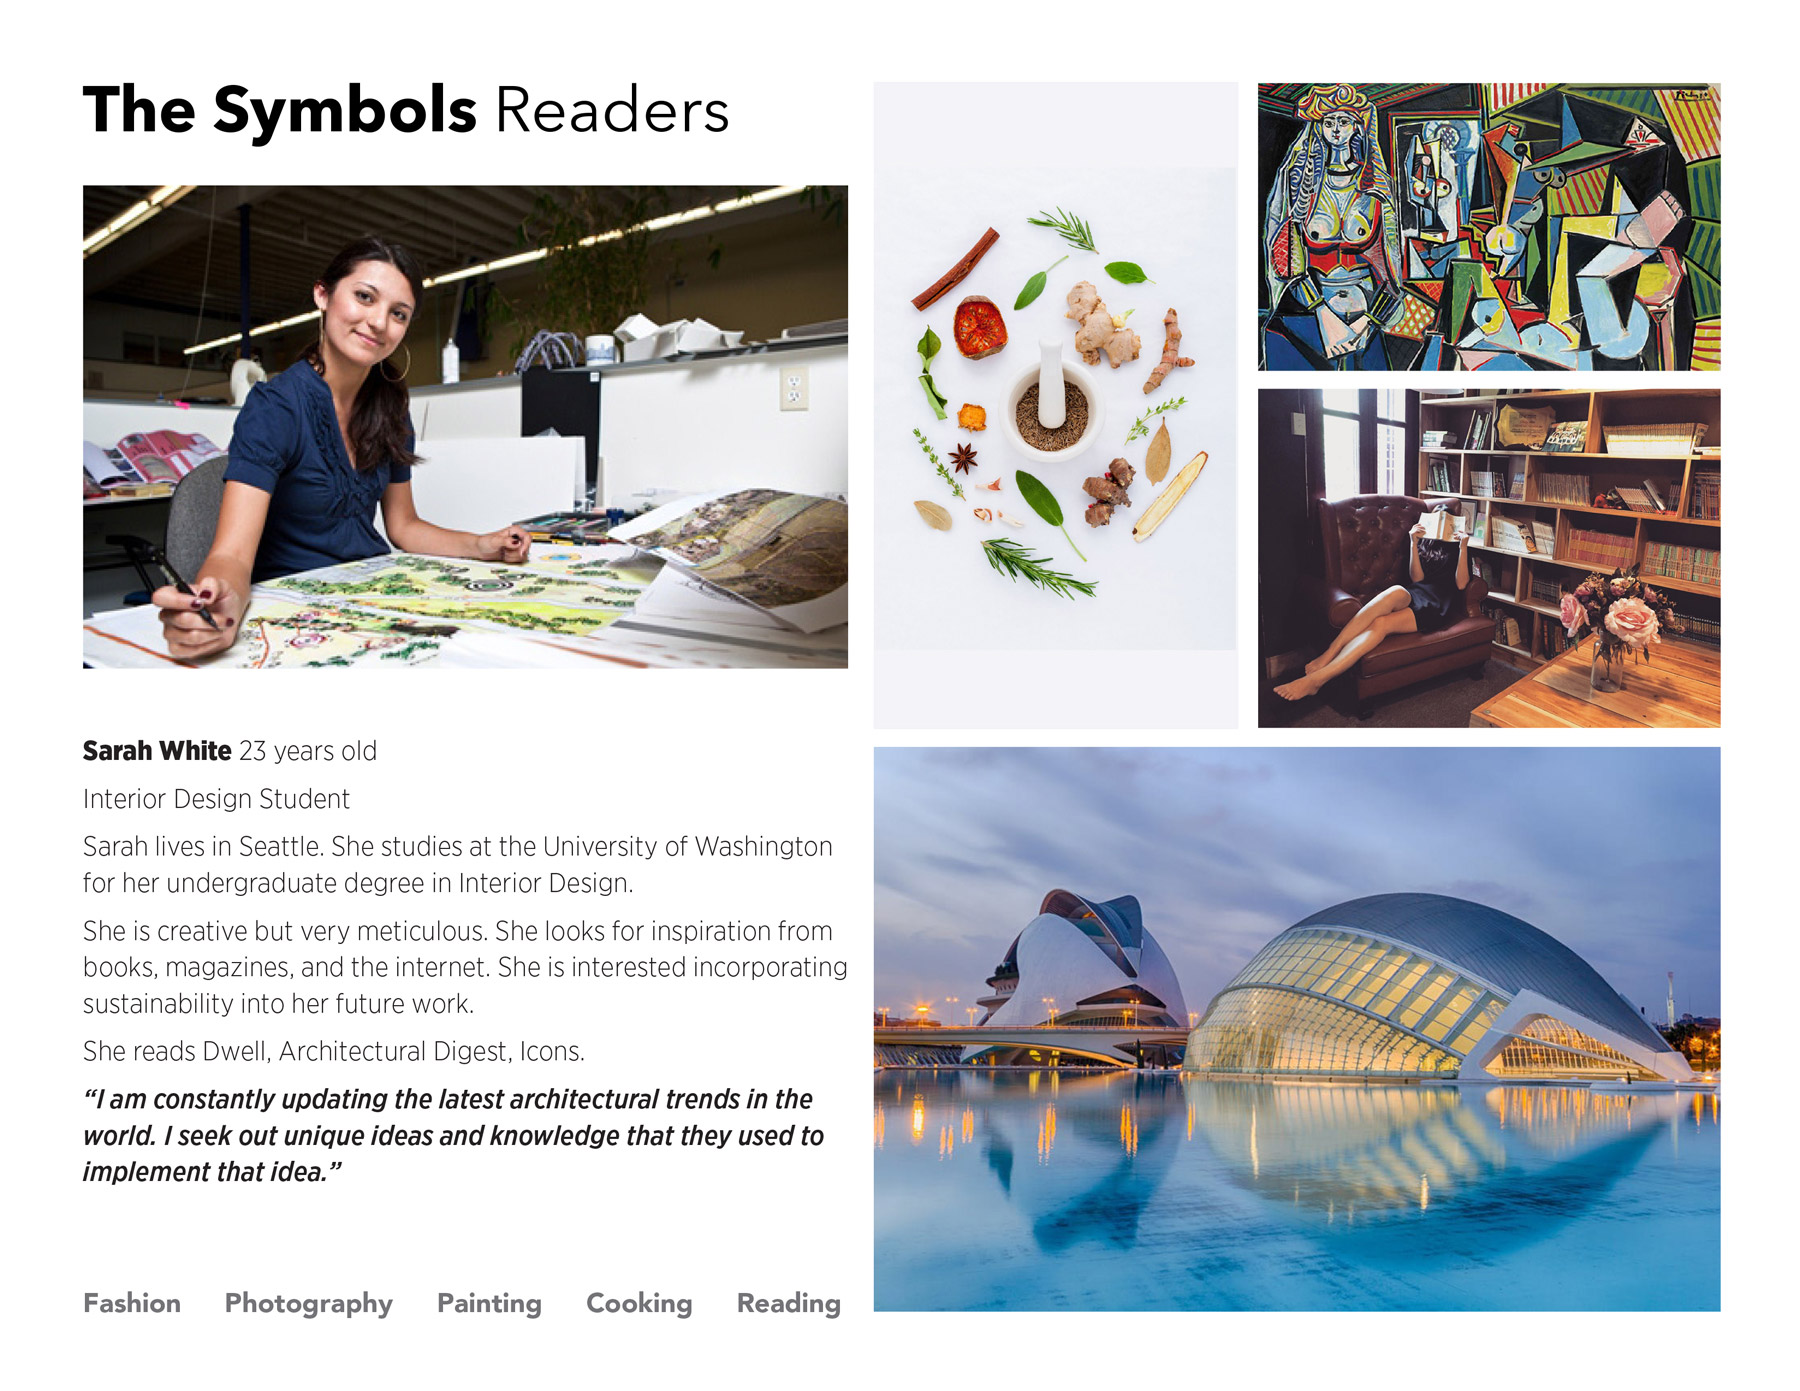 The Symbols Readers
Sarah White 23 years old
Interior Design Student
Sarah lives in Seattle. She studies at the University of Washington
for her undergraduate degree in Interior Design.
She is creative but very meticulous. She looks for inspiration from
books, magazines, and the internet. She is interested incorporating
sustainability into her future work.
She reads Dwell, Architectural Digest, Icons.
“I am constantly updating the latest architectural trends in the
world. I seek out unique ideas and knowledge that they used to
implement that idea.”
Fashion Photography Painting Cooking Reading